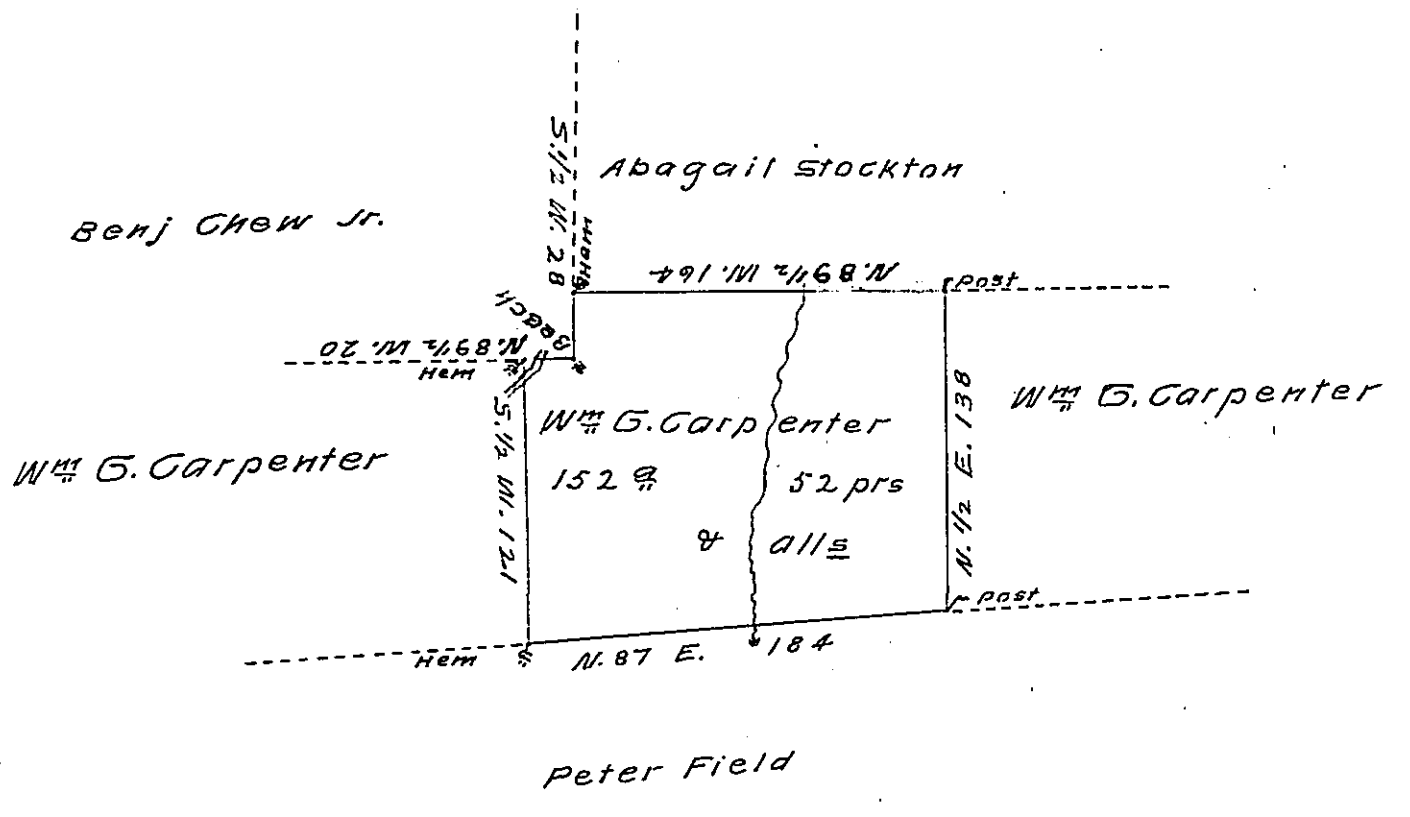 Abagail Stockton
Benj Chew Jr.
S. 1/2 W. 28
N. 89 1/2 W. 164
Post
Beech
N. 89 1/2 W. 20
Hem
S. 1/2 W. 121
Wm G. Carpenter
152 a 52 prs
& alls
N. 1/2 E. 138
Wm G. Carpenter
Wm G. Carpenter
Post
Hem
N. 87 E. 184
Peter Field